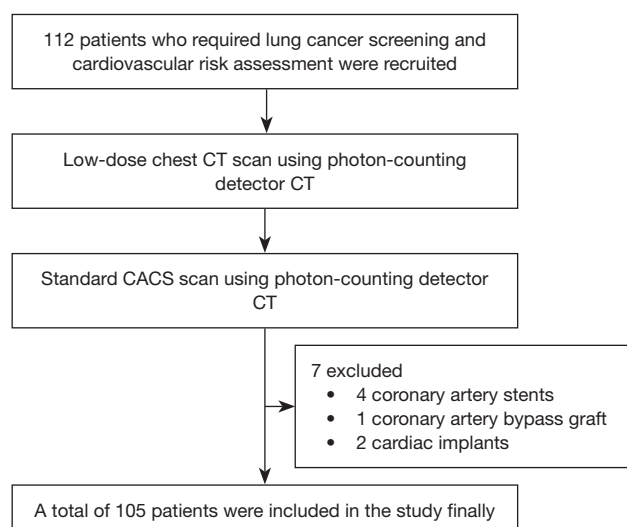 112 patients who required lung cancer screening and
cardiovascular risk assessment were recruited
Low-dose chest CT scan using photon-counting
detector CT
Standard CACS scan using photon-counting detector
CT
7 excluded
• 4 coronary artery stents
• 1 coronary artery bypass graft
• 2 cardiac implants
A total of 105 patients were included in the study finally